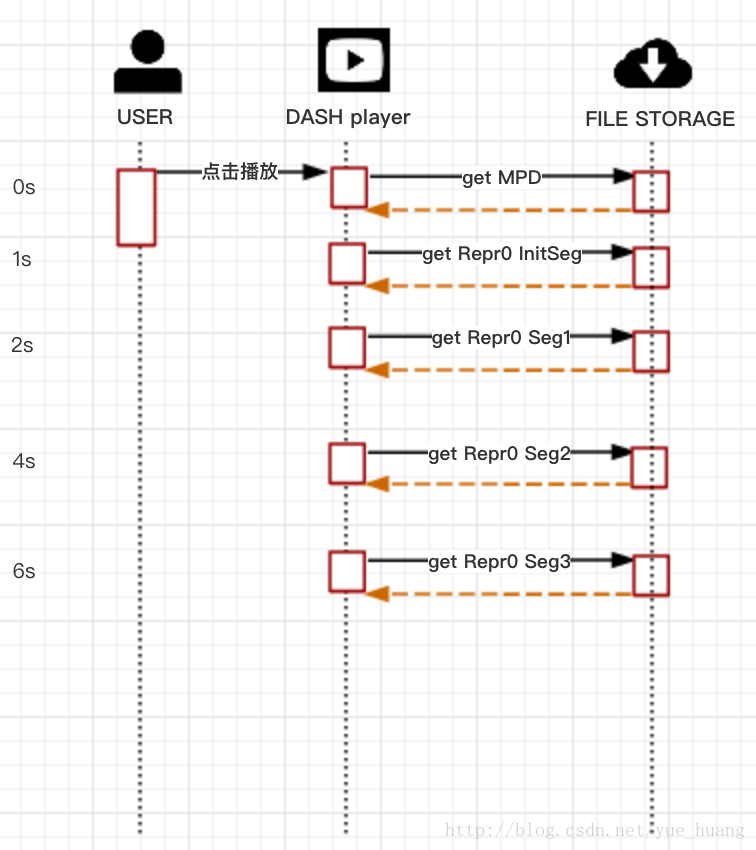 USER
DASH player
FILE STORAGE
0s
点击播放
get MPD
1s
get Repr0 InitSeg
2s
get Repr0 Seg1
4s
get Repr0 Seg2
6s
get Repr0 Seg3
http://blog.csdn.net/yue_huang